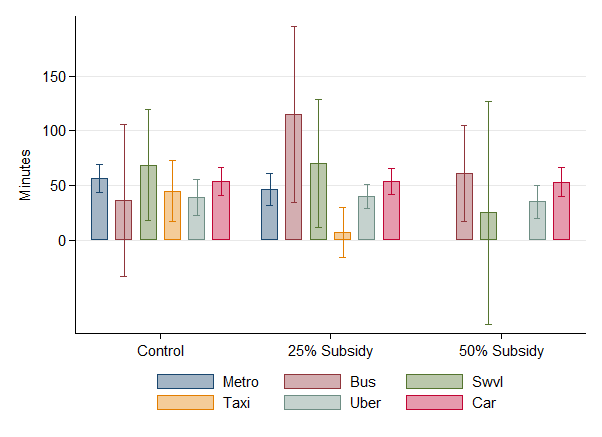 Minutes
150
100
50
0
Control 25% Subsidy 50% Subsidy
Metro Bus Swvl
Taxi Uber Car